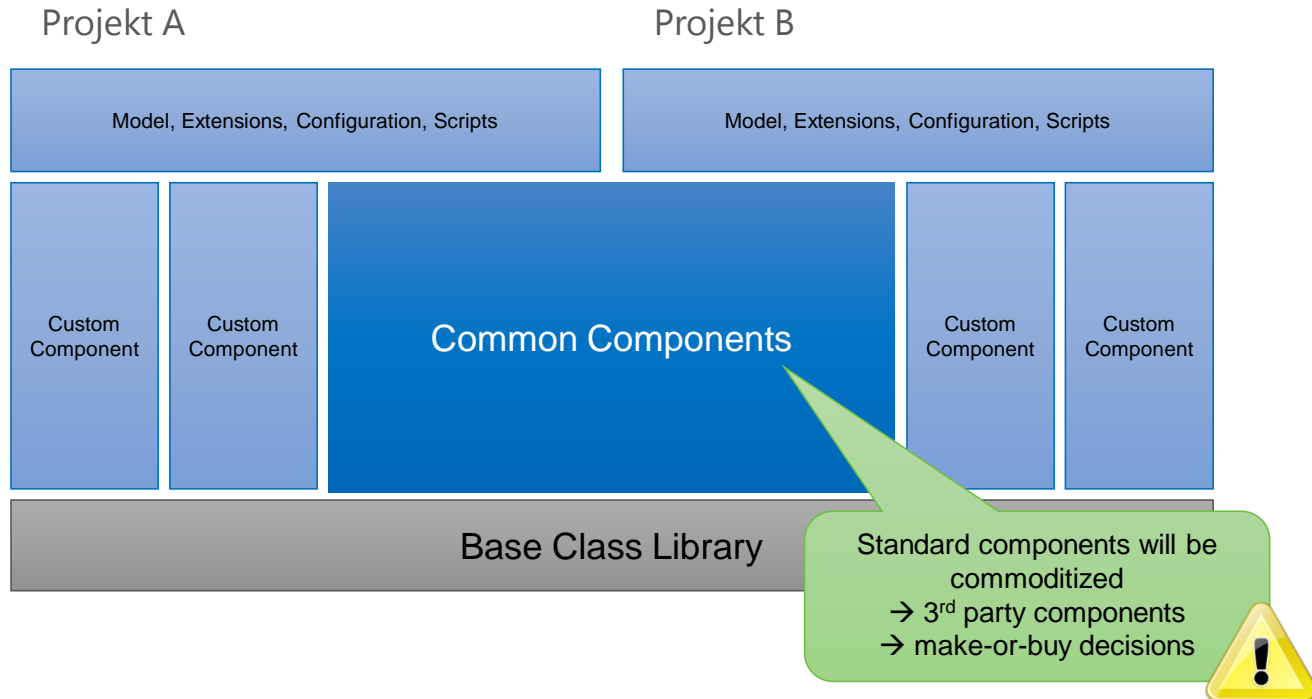 Projekt A
Projekt B
Model, Extensions, Configuration, Scripts
Model, Extensions, Configuration, Scripts
Custom
Component
Custom
Component
Common Components
Custom
Component
Custom
Component
Base Class Library
Standard components will be
commoditized
→ 3rd party components
→ make-or-buy decisions